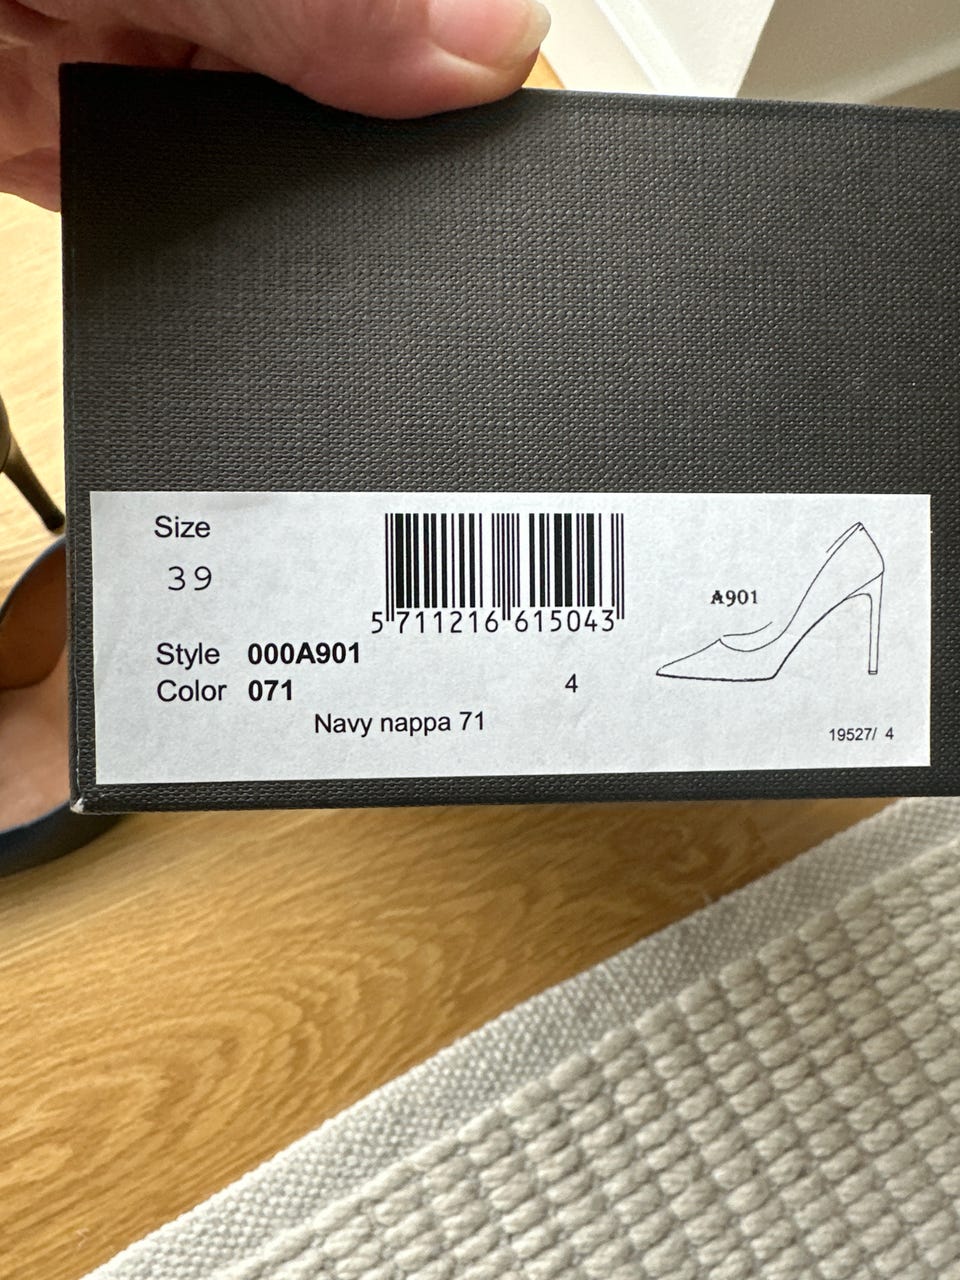 Size
39
5 711216 615043
A901
Style 000A901
Color 071
4
Navy nappa 71
19527/ 4